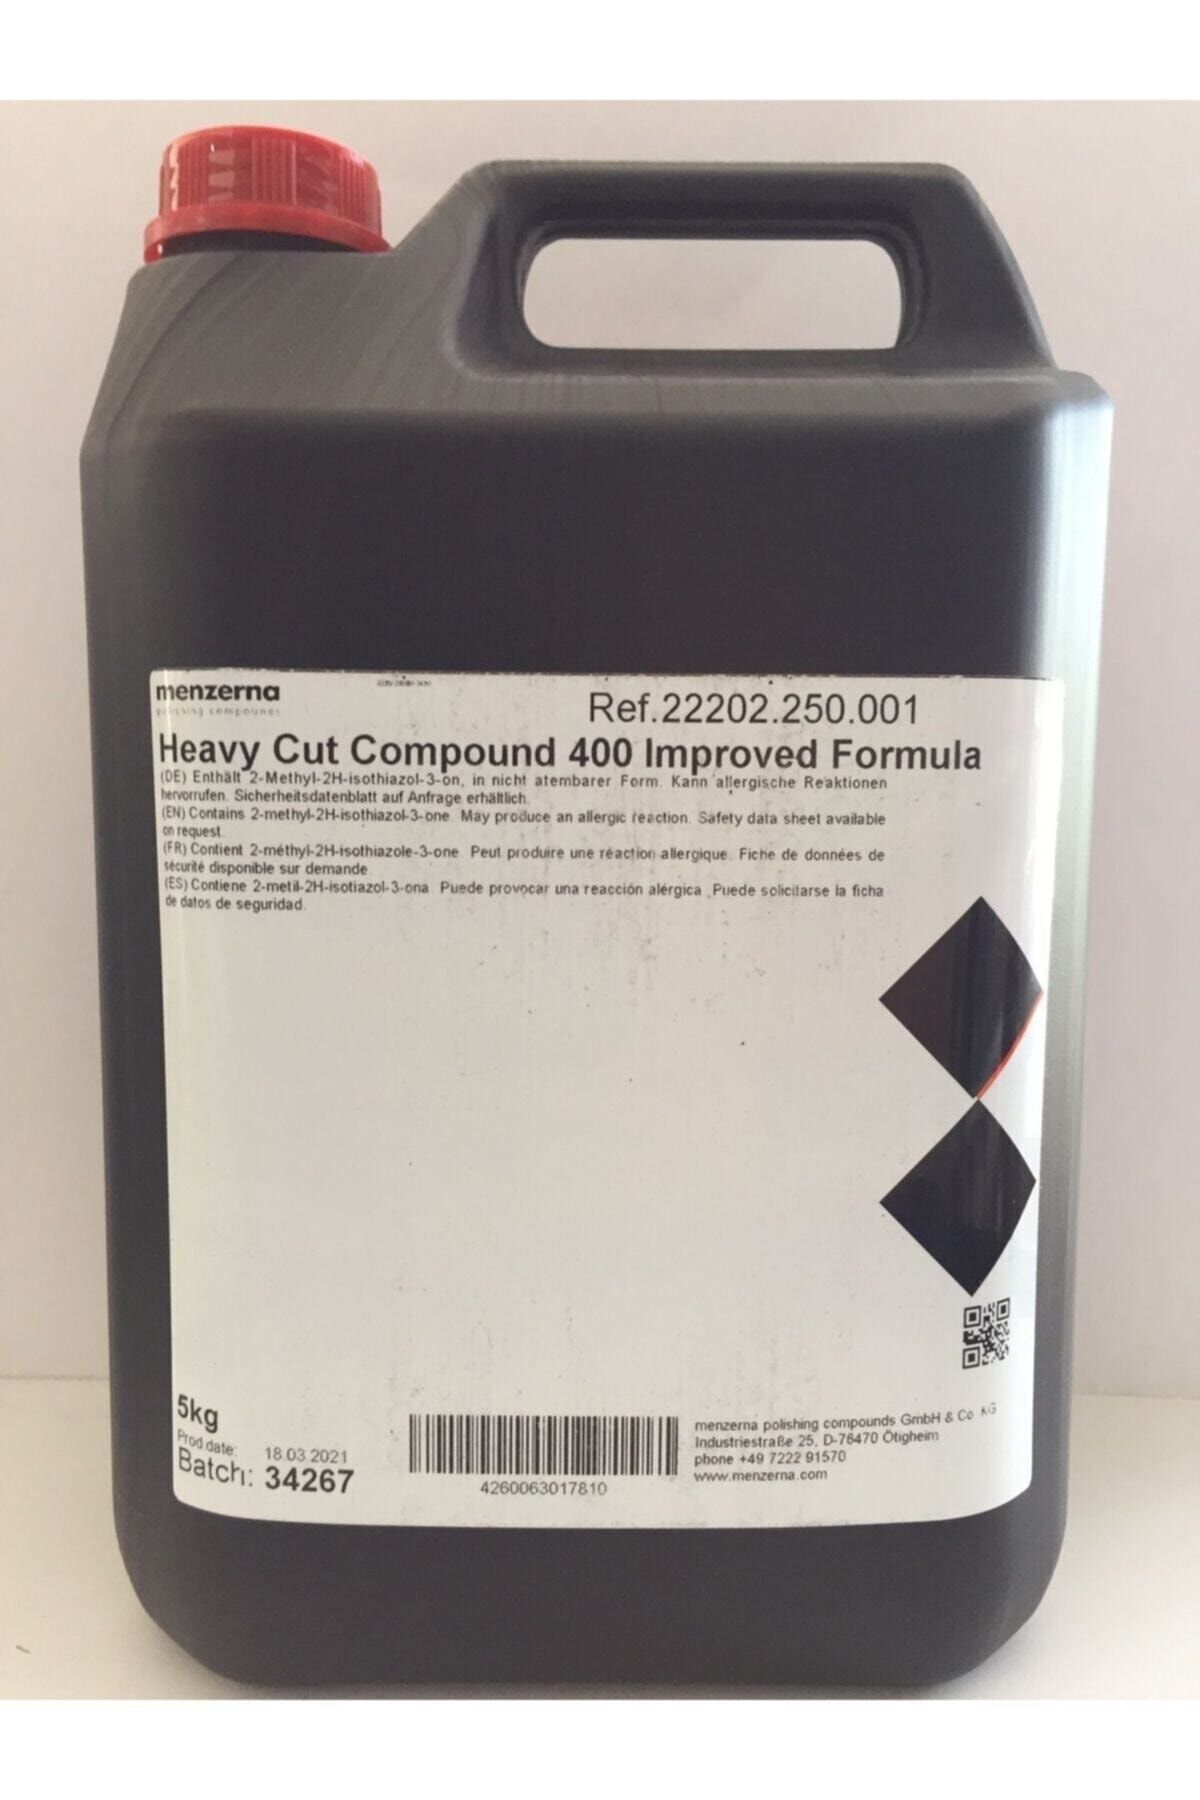 menzerna
polishing compounds
Ref.22202.250.001
Heavy Cut Compound 400 Improved Formula
(DE) Enthält 2-Methyl-2H-isothiazol-3-on, in nicht atembarer Form. Kann allergische Reaktionen
hervorrufen. Sicherheitsdatenblatt auf Anfrage erhältlich.
(EN) Contains 2-methyl-2H-isothiazol-3-one. May produce an allergic reaction. Safety data sheet available
on request.
(FR) Contient 2-méthyl-2H-isothiazole-3-one. Peut produire une réaction allergique. Fiche de données de
sécurité disponible sur demande.
(ES) Contiene 2-metil-2H-isotiazol-3-ona. Puede provocar una reacción alérgica. Puede solicitarse la ficha
de datos de seguridad.
5kg
Prod.date: 18.03.2021
Batch: 34267
4260063017810
menzerna polishing compounds GmbH & Co. KG
Industriestraße 25, D-76470 Ötigheim
phone +49 7222 91570
www.menzerna.com